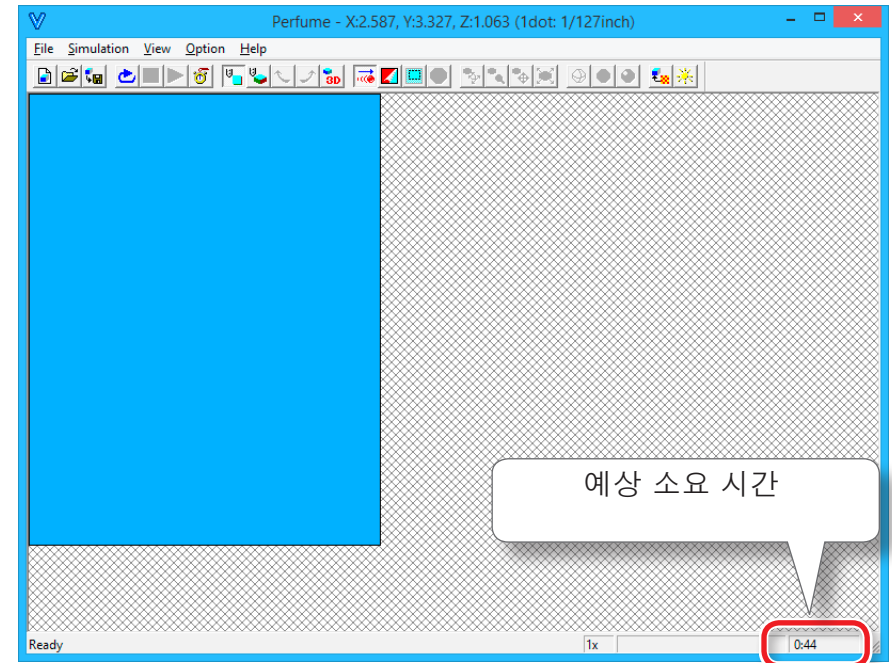 Perfume - X:2.587, Y:3.327, Z:1.063 (1dot: 1/127inch)
File Simulation View Option Help
3D
예상 소요 시간
Ready 1x 0:44